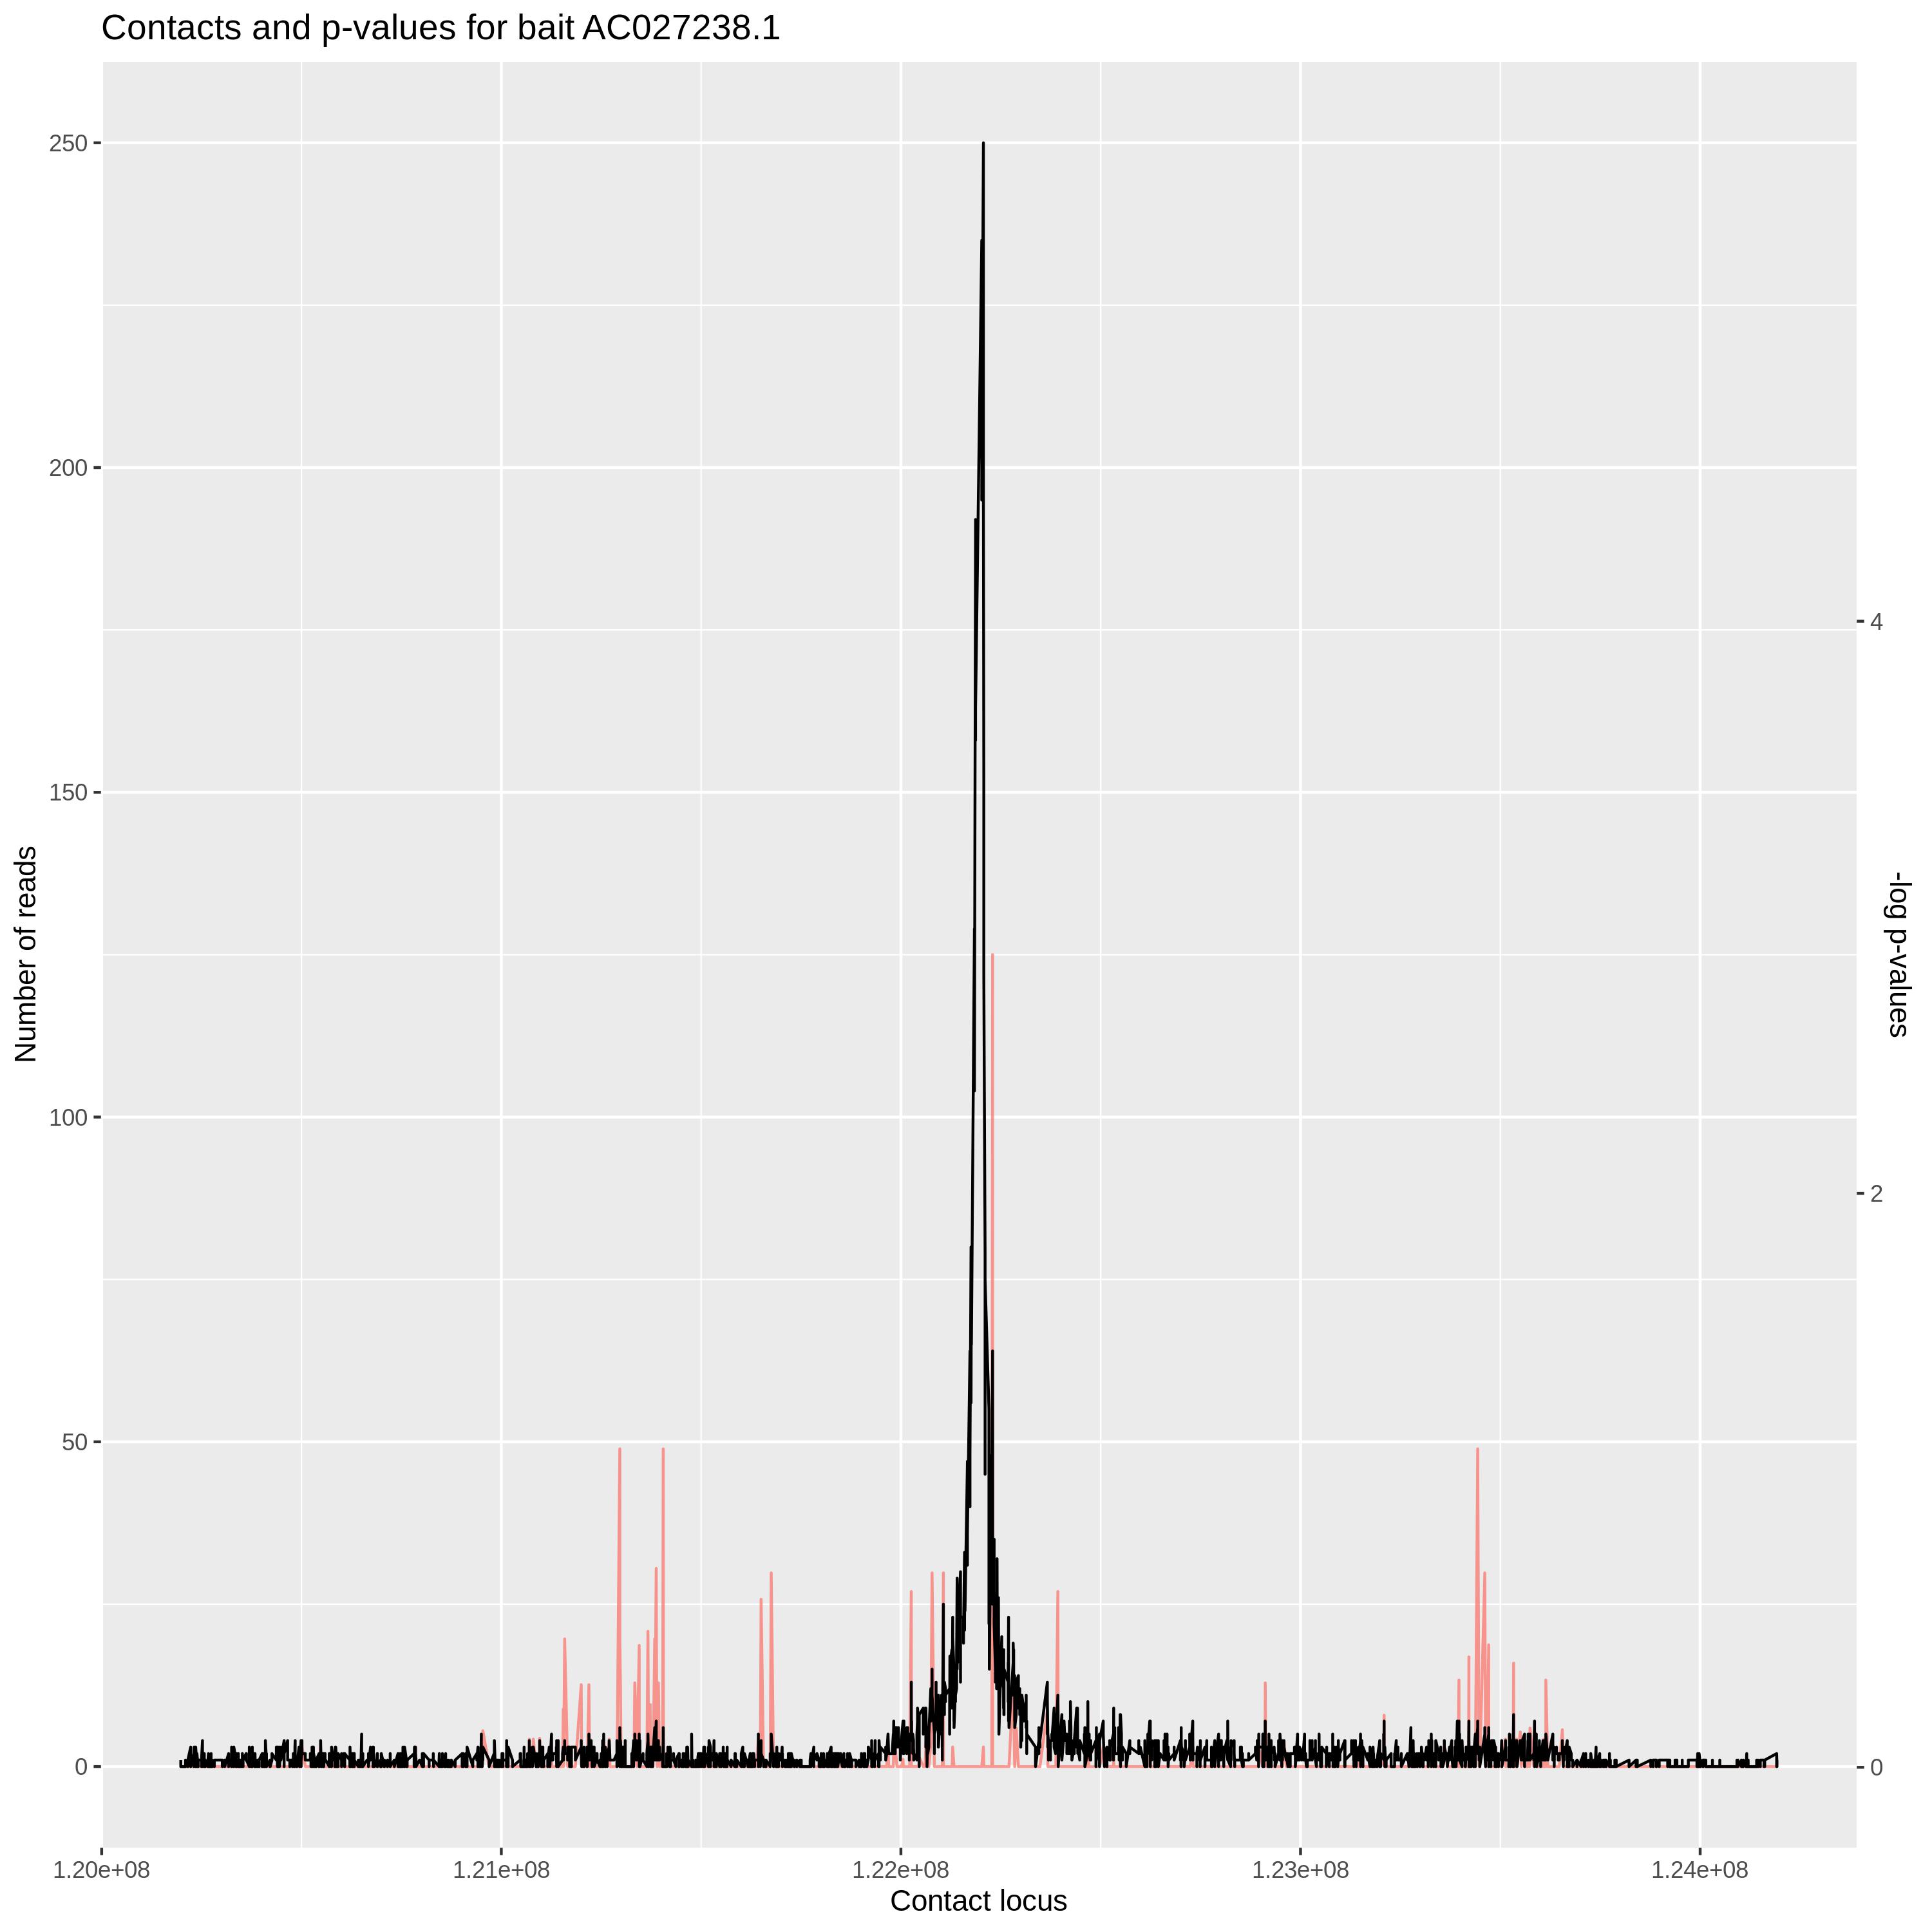 Contacts and p-values for bait AC027238.1
250
200
150
100
50
0
Number of reads
4
2
0
-log p-values
1.20e+08
1.21e+08
1.22e+08
1.23e+08
1.24e+08
Contact locus